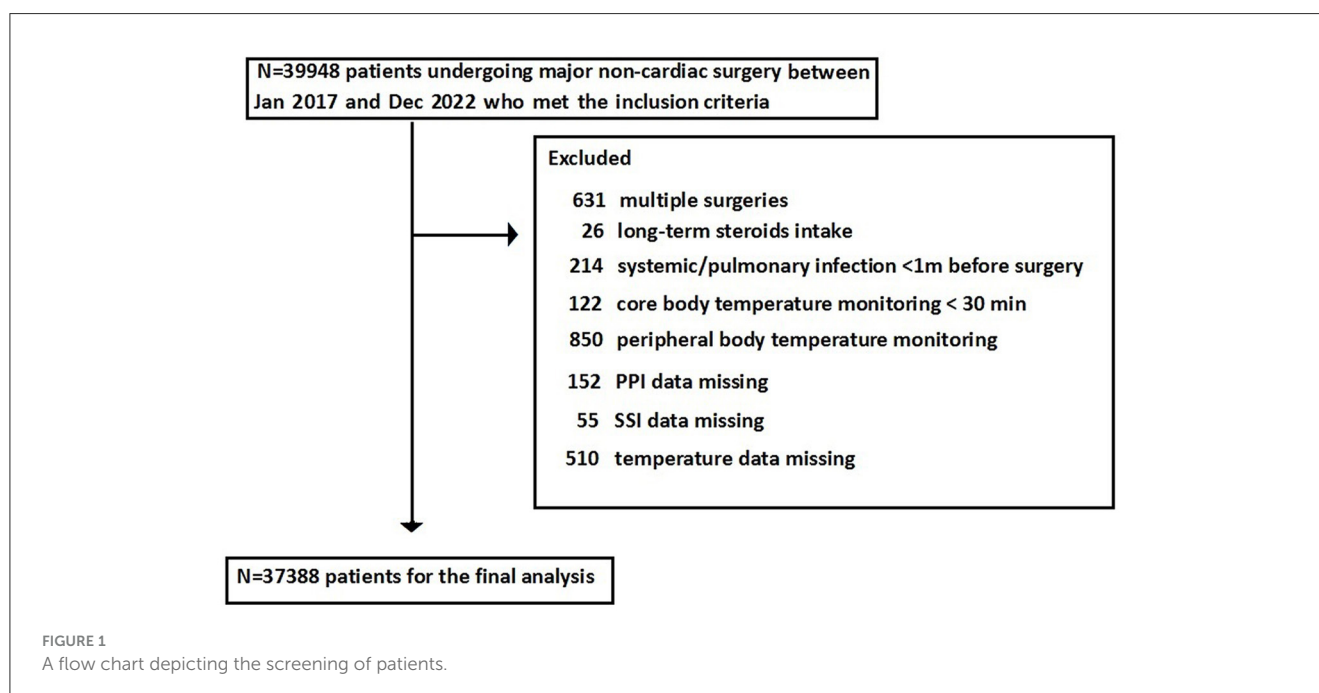 N=39948 patients undergoing major non-cardiac surgery between
Jan 2017 and Dec 2022 who met the inclusion criteria
Excluded
631 multiple surgeries
26 long-term steroids intake
214 systemic/pulmonary infection <1m before surgery
122 core body temperature monitoring < 30 min
850 peripheral body temperature monitoring
152 PPI data missing
55 SSI data missing
510 temperature data missing
N=37388 patients for the final analysis
FIGURE 1
A flow chart depicting the screening of patients.